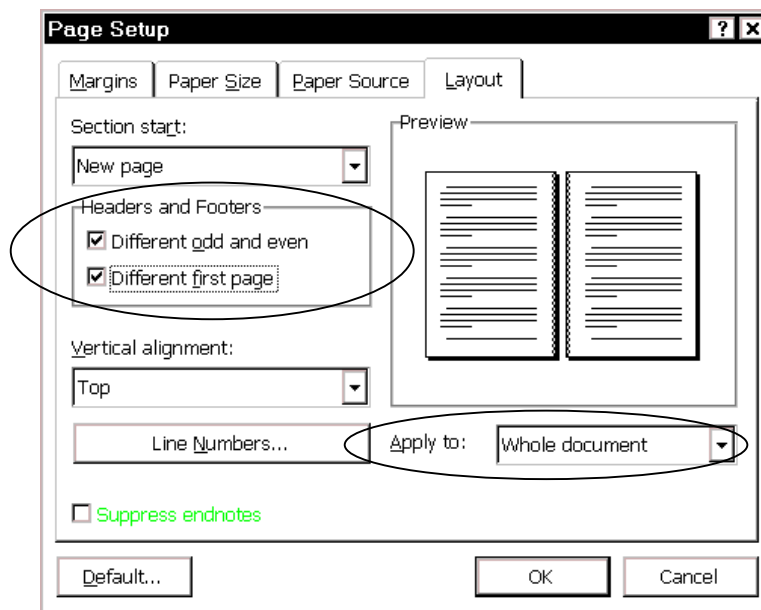 Page Setup
Margins
Paper Size
Paper Source
Layout
Section start:
New page
Headers and Footers
Different odd and even
Different first page
Vertical alignment:
Top
Line Numbers...
Preview
Apply to:
Whole document
Suppress endnotes
Default...
OK
Cancel